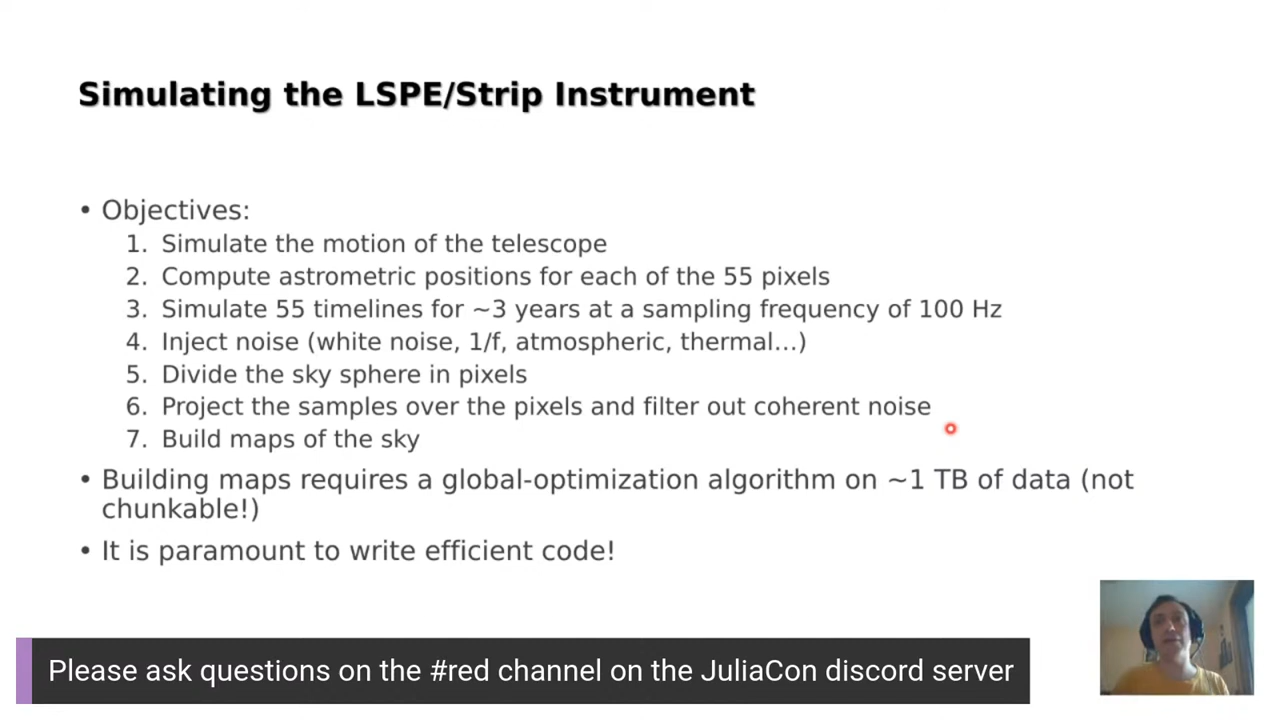 Simulating the LSPE/Strip Instrument
• Objectives:
1. Simulate the motion of the telescope
2. Compute astrometric positions for each of the 55 pixels
3. Simulate 55 timelines for ~3 years at a sampling frequency of 100 Hz
4. Inject noise (white noise, 1/f, atmospheric, thermal…)
5. Divide the sky sphere in pixels
6. Project the samples over the pixels and filter out coherent noise
7. Build maps of the sky
• Building maps requires a global-optimization algorithm on ~1 TB of data (not
chunkable!)
• It is paramount to write efficient code!
Please ask questions on the #red channel on the JuliaCon discord server